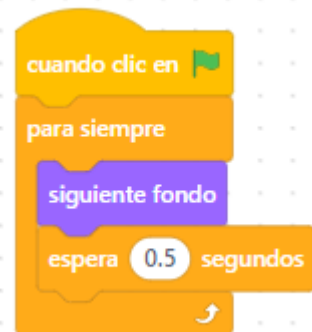 cuando clic en
para siempre
siguiente fondo
espera 0.5 segundos